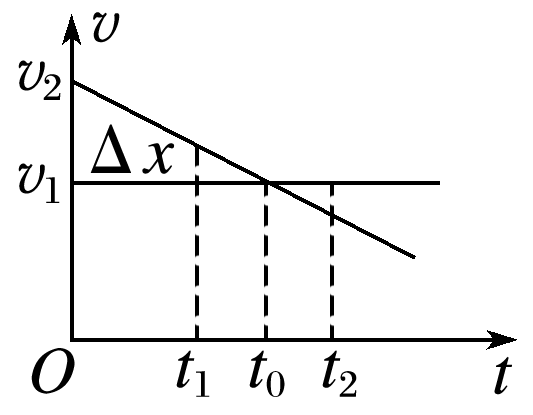 v
v₂
Δx
v₁
O t₁ t₀ t₂ t